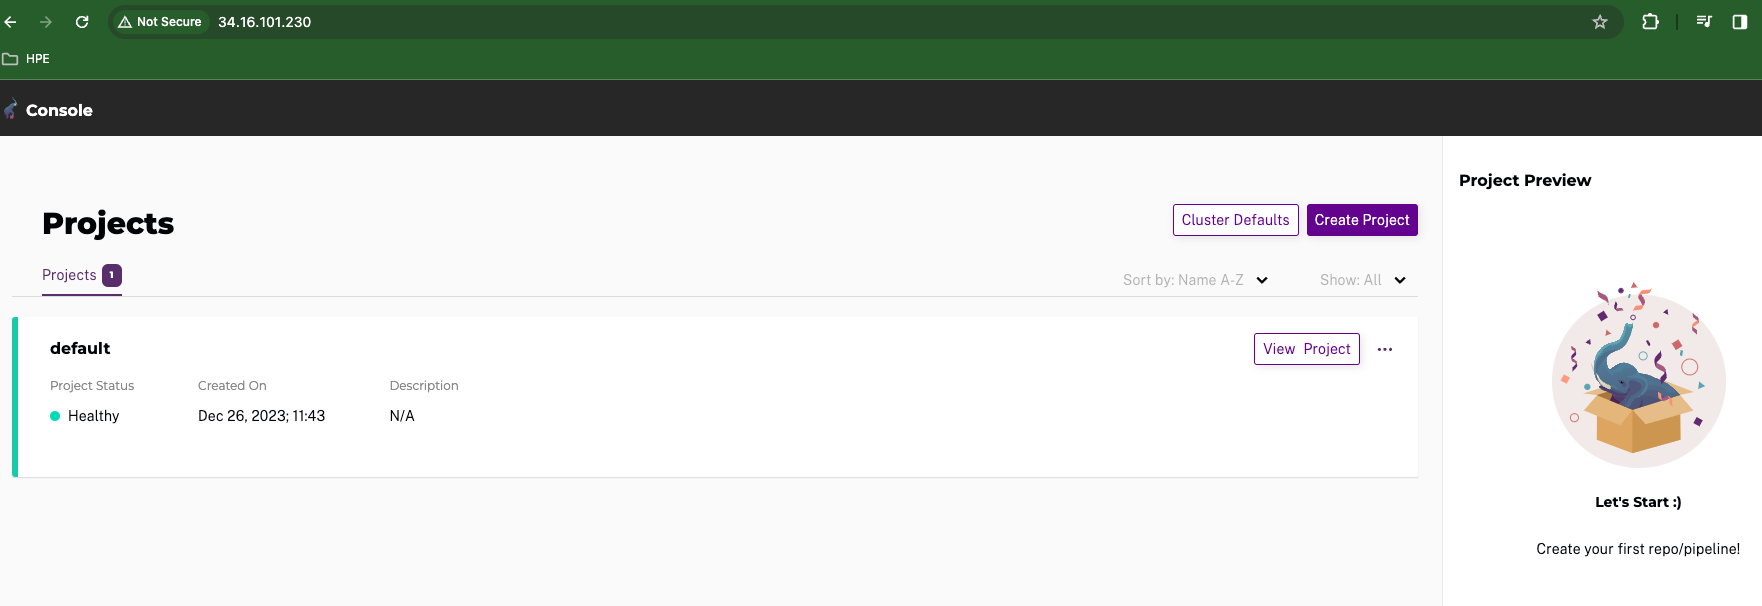 Not Secure 34.16.101.230
HPE
Console
Projects
Cluster Defaults Create Project
Projects 1
Sort by: Name A-Z Show: All
default
View Project
Project Status Created On Description
Healthy Dec 26, 2023; 11:43 N/A
Project Preview
Let's Start :)
Create your first repo/pipeline!